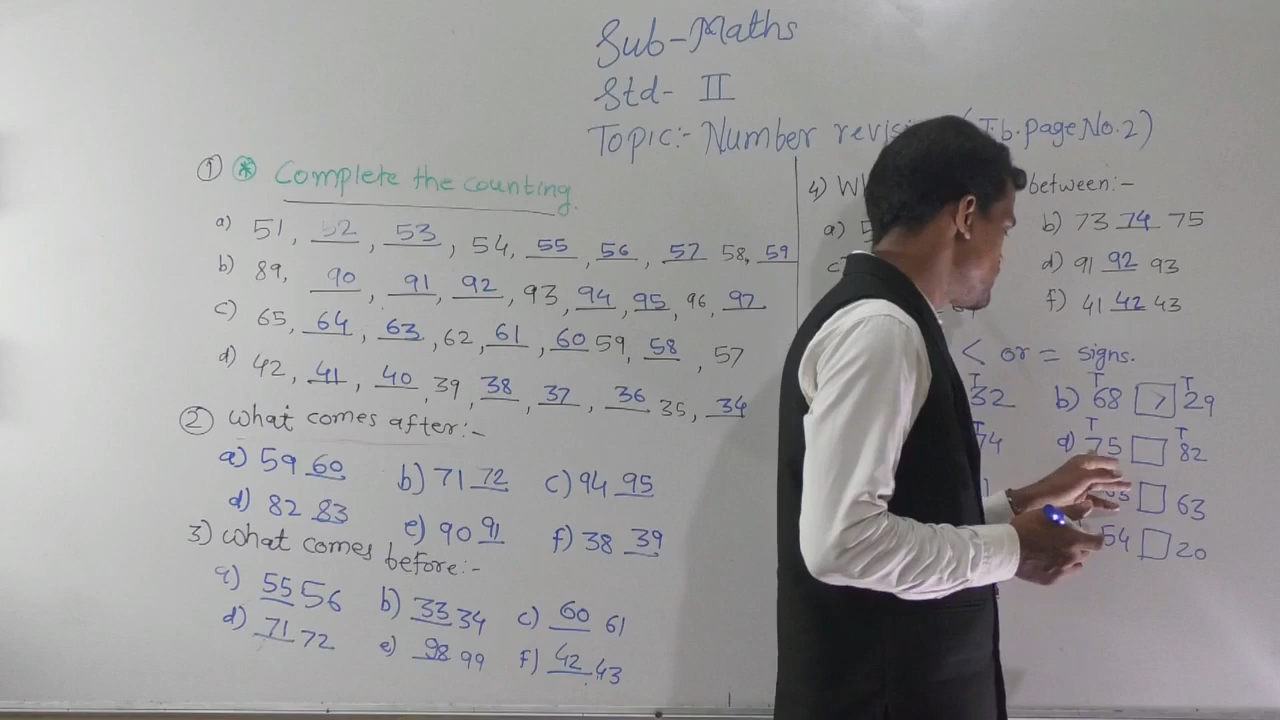 Sub-Maths
Std- II
Topic:- Number revis (T.b.page No.2)
1) * Complete the counting.
a) 51, 52, 53, 54, 55, 56, 57 58, 59
b) 89, 90, 91, 92, 93, 94, 95, 96, 97
c) 65, 64, 63, 62, 61, 60 59, 58, 57
d) 42, 41, 40, 39, 38, 37, 36 35, 34
2) What comes after:-
a) 59 60 b) 71 72 c) 94 95
d) 82 83 e) 90 91 f) 38 39
3) What comes before:-
a) 55 56 b) 33 34 c) 60 61
d) 71 72 e) 98 99 f) 42 43
4) between:-
a) b) 73 74 75
c d) 91 92 93
f) 41 42 43
< or = signs.
T T T
32 b) 68 > 29
T T T
74 d) 75 □ 82
□ 63
54 □ 20